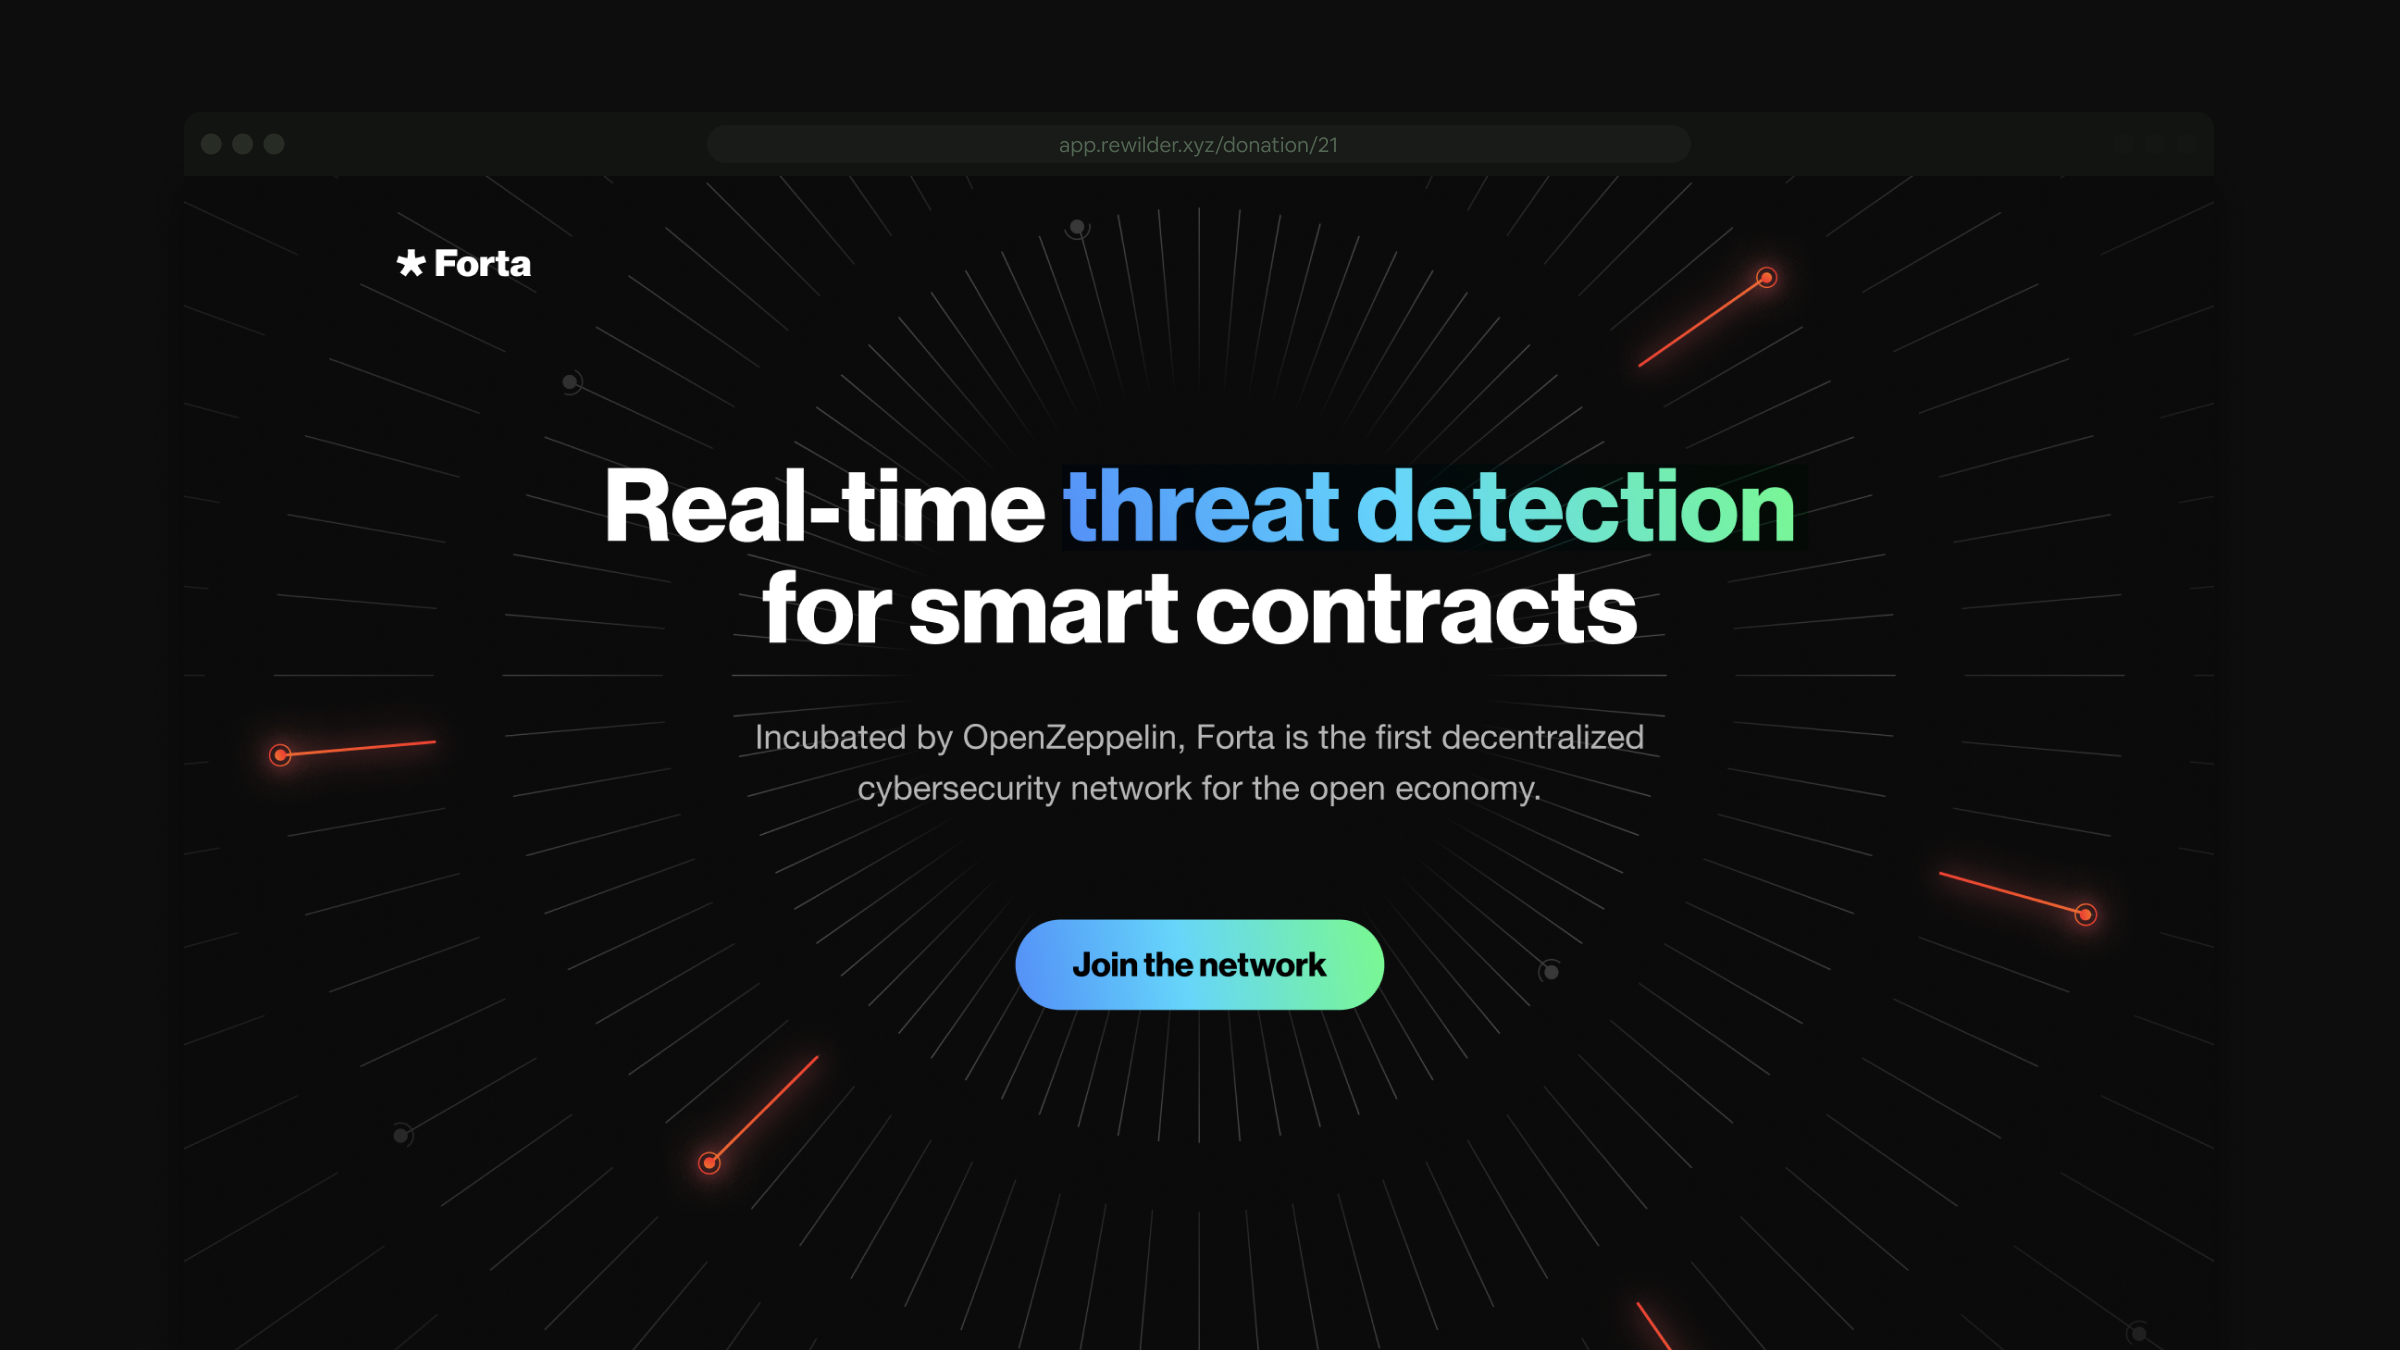 app.rewilder.xyz/donation/21
Forta
Real-time threat detection
for smart contracts
Incubated by OpenZeppelin, Forta is the first decentralized
cybersecurity network for the open economy.
Join the network